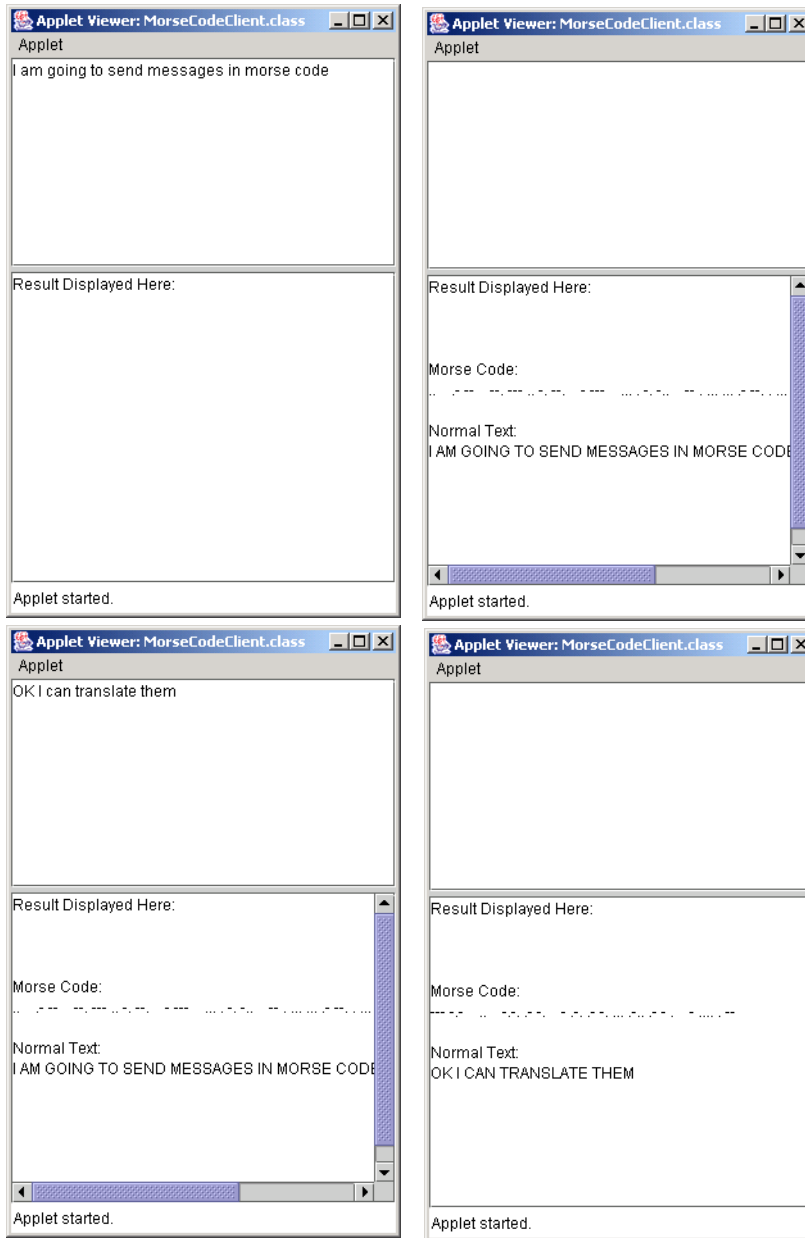 Applet Viewer: MorseCodeClient.class
Applet
I am going to send messages in morse code
Result Displayed Here:
Applet started.
Applet Viewer: MorseCodeClient.class
Applet
Result Displayed Here:
Morse Code:
.. .- -- --. --- .. -. --. - --- ... . -. -.. -- . ... ... .- --. . ...
Normal Text:
I AM GOING TO SEND MESSAGES IN MORSE CODE
Applet started.
Applet Viewer: MorseCodeClient.class
Applet
OK I can translate them
Result Displayed Here:
Morse Code:
.. .- -- --. --- .. -. --. - --- ... . -. -.. -- . ... ... .- --. . ...
Normal Text:
I AM GOING TO SEND MESSAGES IN MORSE CODE
Applet started.
Applet Viewer: MorseCodeClient.class
Applet
Result Displayed Here:
Morse Code:
--- -.- .. -.-. .- -. - .-. .- -. ... .-.. .- - . - .... . --
Normal Text:
OK I CAN TRANSLATE THEM
Applet started.